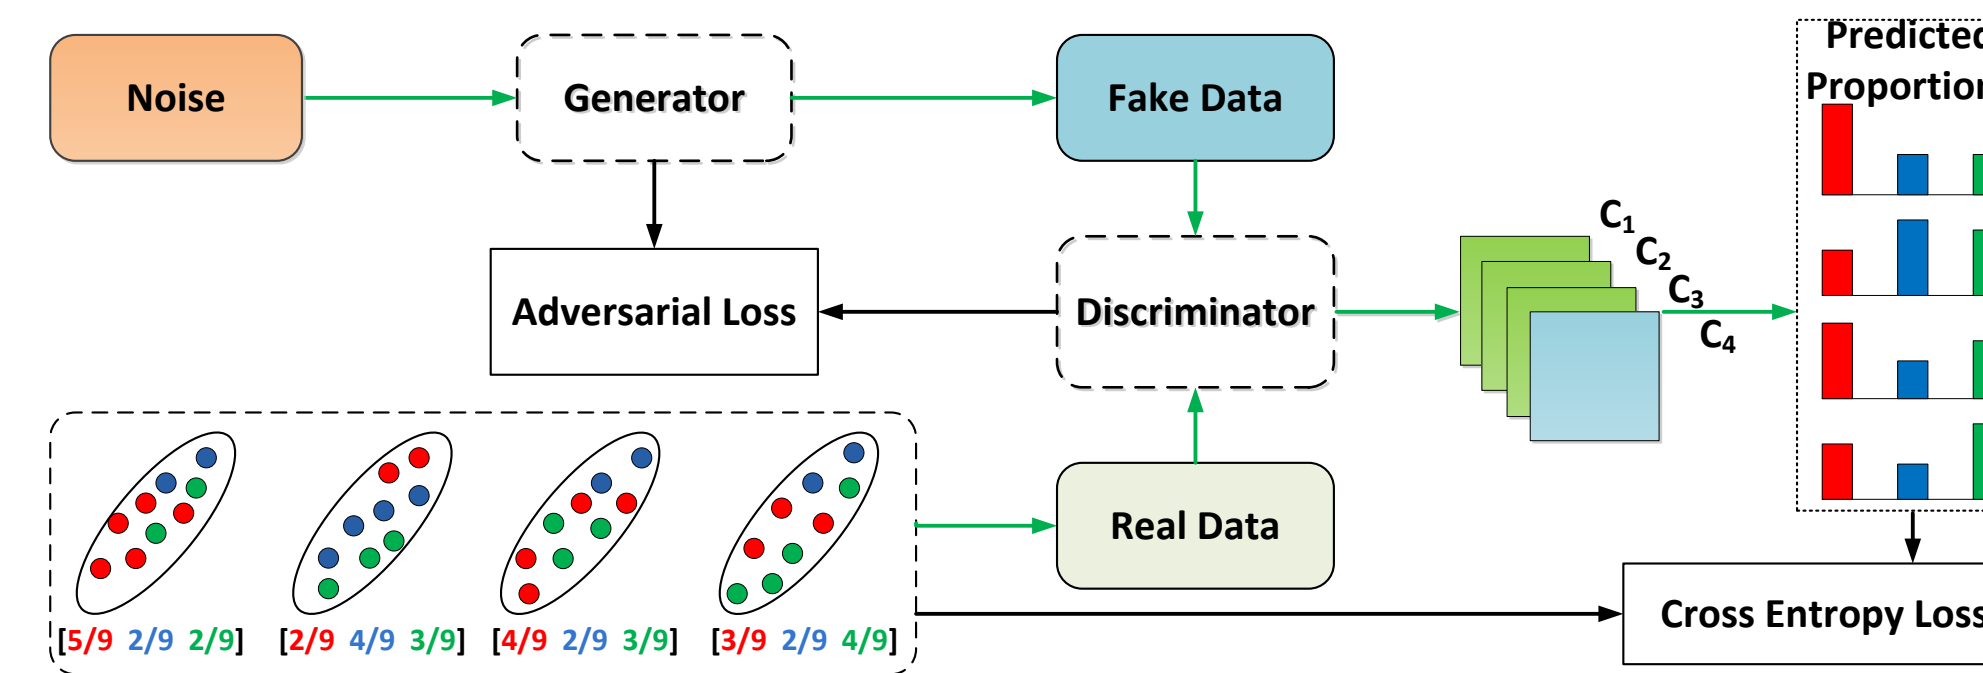 Noise
Generator
Fake Data
Predicted
Proportion
C1
C2
C3
C4
Adversarial Loss
Discriminator
Real Data
[5/9 2/9 2/9] [2/9 4/9 3/9] [4/9 2/9 3/9] [3/9 2/9 4/9]
Cross Entropy Loss